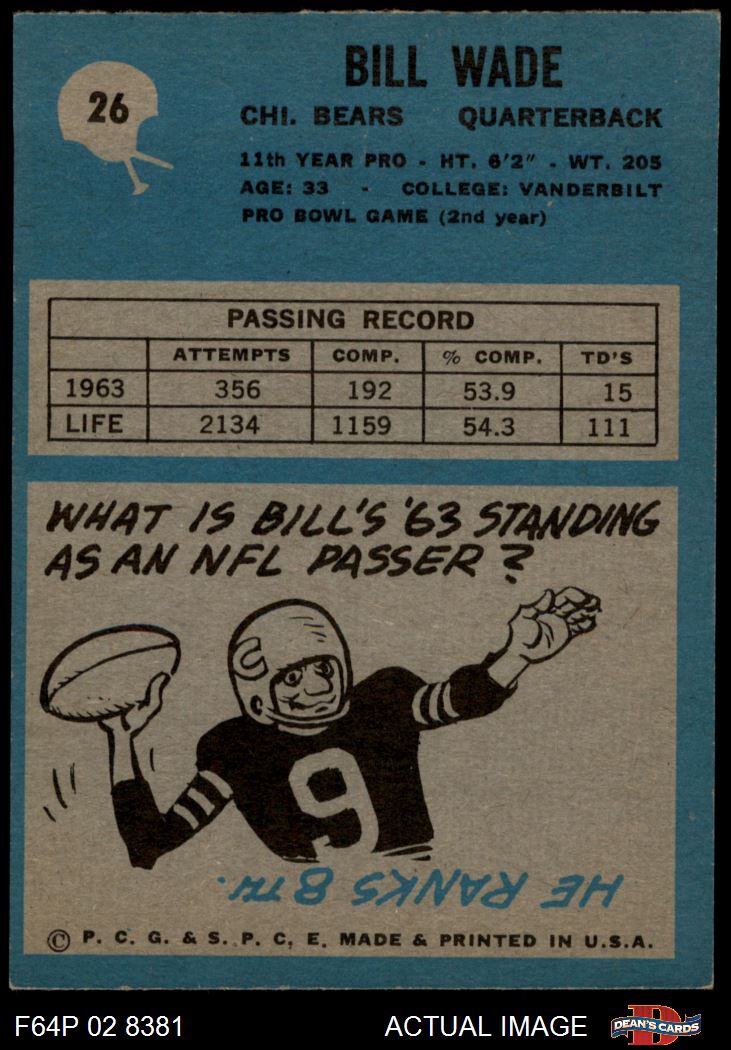 26
BILL WADE
CHI. BEARS QUARTERBACK
11th YEAR PRO - HT. 6'2" - WT. 205
AGE: 33 - COLLEGE: VANDERBILT
PRO BOWL GAME (2nd year)
PASSING RECORD
ATTEMPTS COMP. % COMP. TD'S
1963 356 192 53.9 15
LIFE 2134 1159 54.3 111
WHAT IS BILL'S '63 STANDING
AS AN NFL PASSER?
C
9
HE RANKS 8TH.
© P. C. G. & S. P. C. E. MADE & PRINTED IN U.S.A.
F64P 02 8381 ACTUAL IMAGE D DEAN'S CARDS